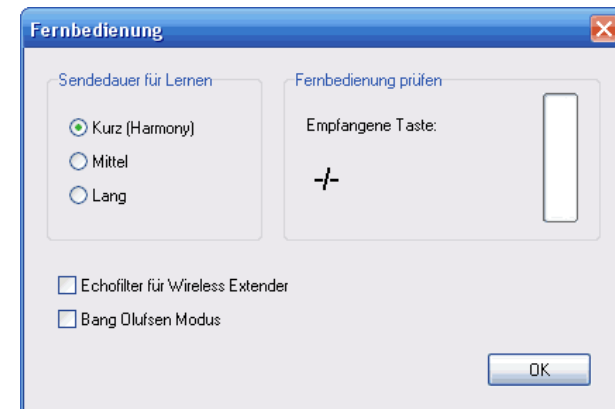 Fernbedienung
Sendedauer für Lernen
Kurz (Harmony)
Mittel
Lang
Fernbedienung prüfen
Empfangene Taste:
-/-
Echofilter für Wireless Extender
Bang Olufsen Modus
OK